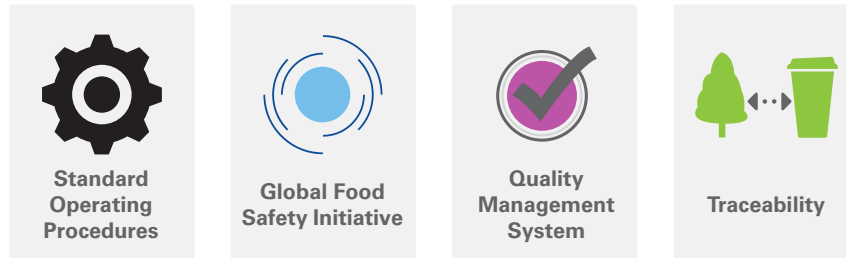 Standard
Operating
Procedures
Global Food
Safety Initiative
Quality
Management
System
Traceability